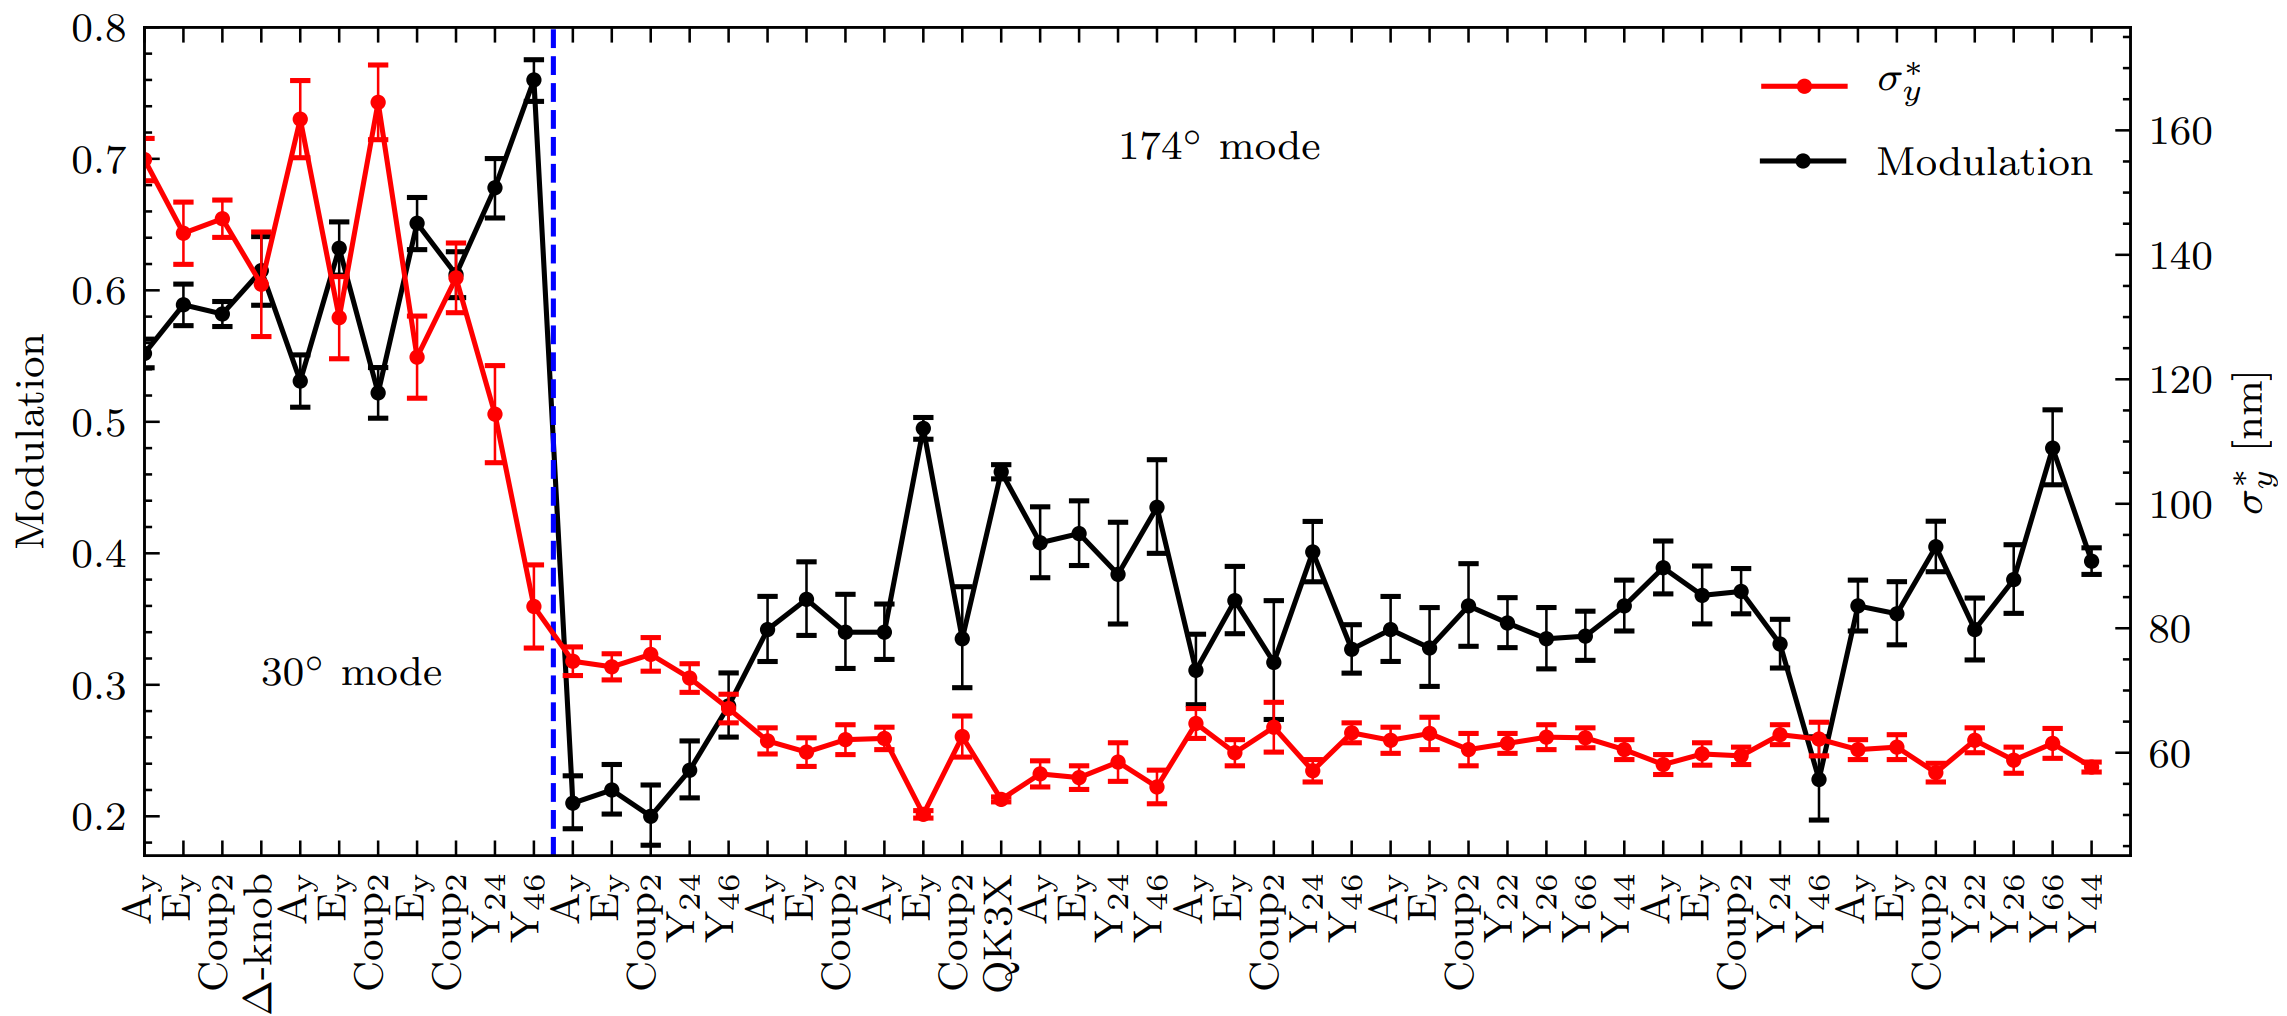 0.8
0.7
0.6
0.5
0.4
0.3
0.2
Modulation
160
140
120
100
80
60
σ*y [nm]
σ*y
Modulation
174° mode
30° mode
Ay
Ey
Coup2
Δ-knob
Ay
Ey
Coup2
Ey
Coup2
Y24
Y46
Ay
Ey
Coup2
Y24
Y46
Ay
Ey
Coup2
Ay
Ey
Coup2
QK3X
Ay
Ey
Y24
Y46
Ay
Ey
Coup2
Y24
Y46
Ay
Ey
Coup2
Y22
Y26
Y66
Y44
Ay
Ey
Coup2
Y24
Y46
Ay
Ey
Coup2
Y22
Y26
Y66
Y44